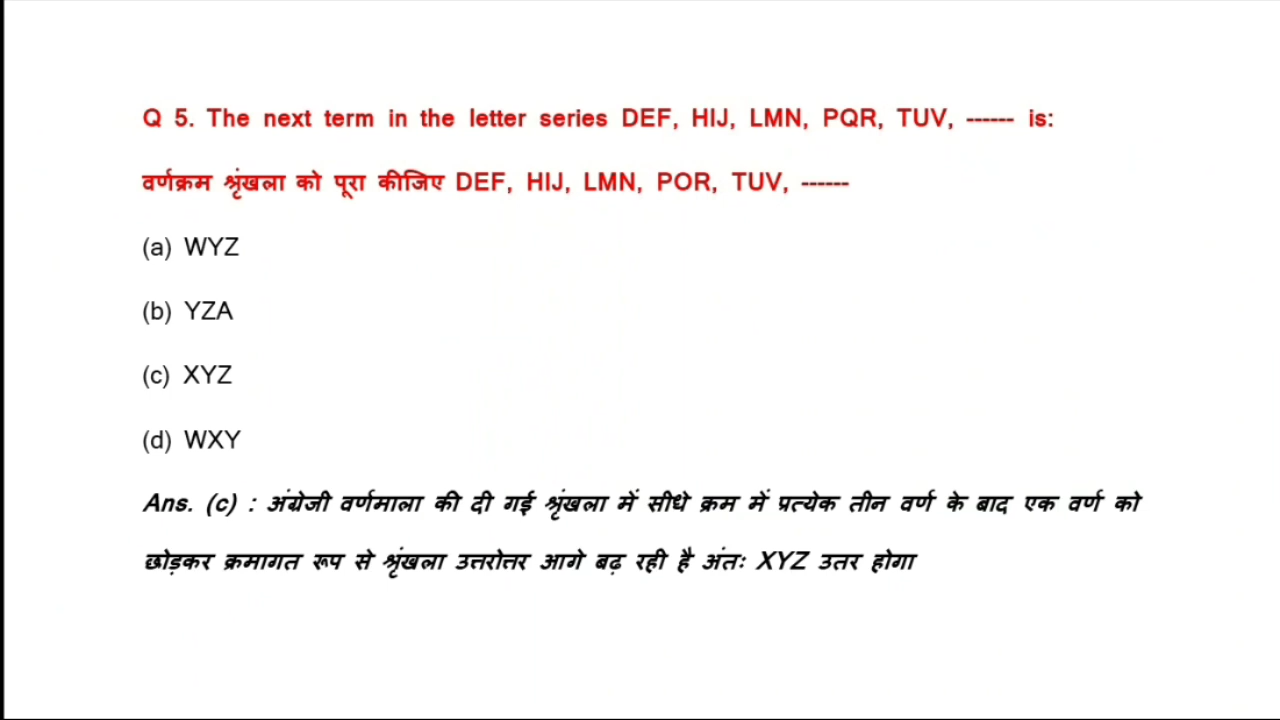 Q 5. The next term in the letter series DEF, HIJ, LMN, PQR, TUV, ------ is:
वर्णक्रम श्रृंखला को पूरा कीजिए DEF, HIJ, LMN, POR, TUV, ------
(a) WYZ
(b) YZA
(c) XYZ
(d) WXY
Ans. (c) : अंग्रेजी वर्णमाला की दी गई श्रृंखला में सीधे क्रम में प्रत्येक तीन वर्ण के बाद एक वर्ण को
छोड़कर क्रमागत रूप से श्रृंखला उत्तरोत्तर आगे बढ़ रही है अंतः XYZ उतर होगा